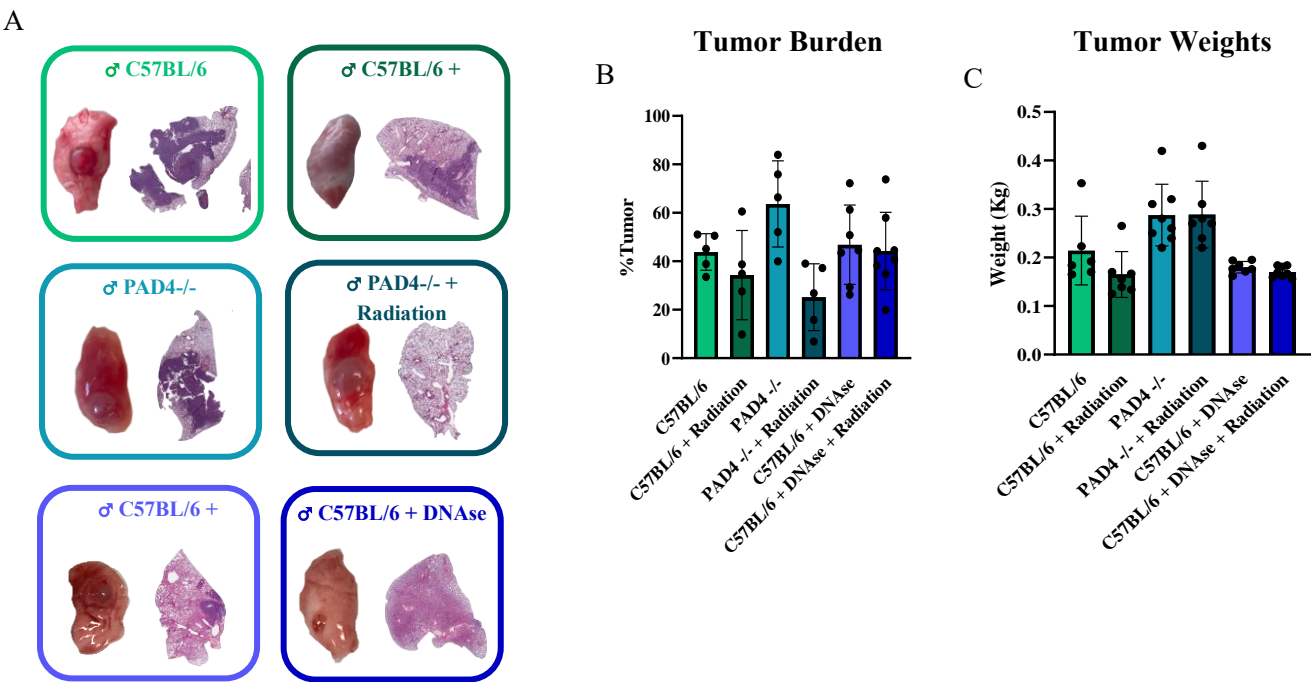 A
♂ C57BL/6
♂ C57BL/6 +
♂ PAD4-/-
♂ PAD4-/- +
Radiation
♂ C57BL/6 +
♂ C57BL/6 + DNAse
Tumor Burden
B
%Tumor
100
80
60
40
20
0
C57BL/6
C57BL/6 + Radiation
PAD4 -/-
PAD4 -/- + Radiation
C57BL/6 + DNAse
C57BL/6 + DNAse + Radiation
Tumor Weights
C
Weight (Kg)
0.5
0.4
0.3
0.2
0.1
0.0
C57BL/6
C57BL/6 + Radiation
PAD4 -/-
PAD4 -/- + Radiation
C57BL/6 + DNAse
C57BL/6 + DNAse + Radiation